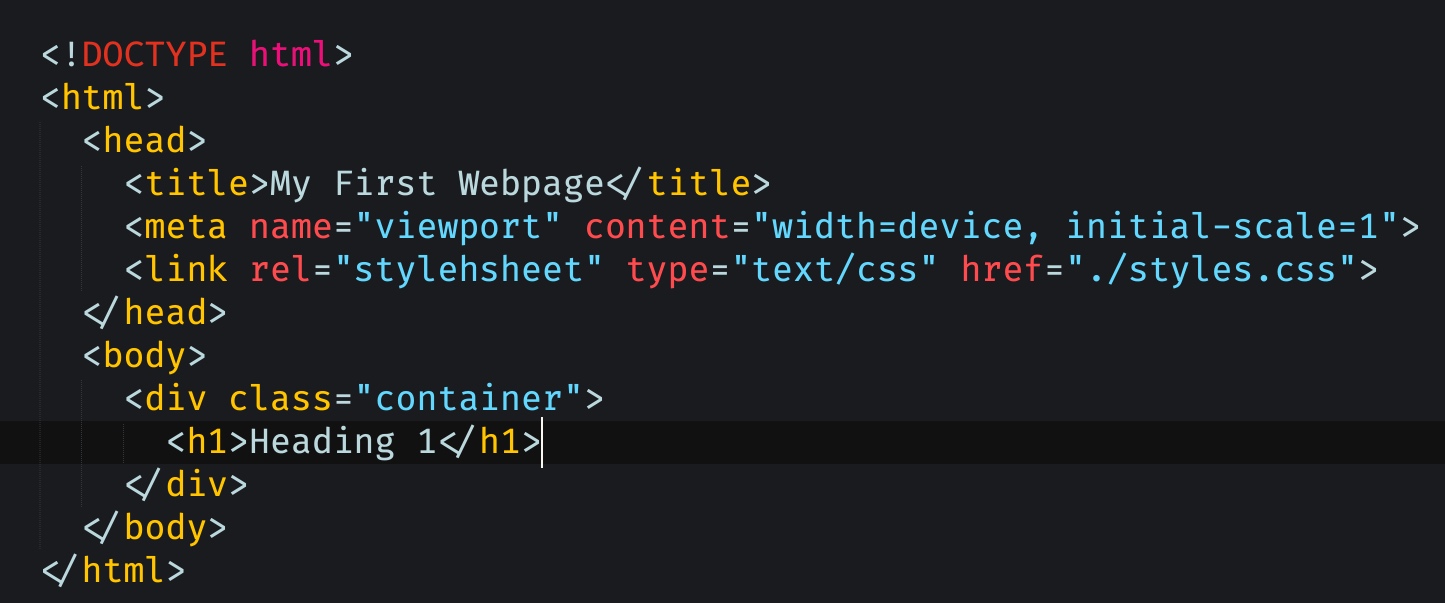 <!DOCTYPE html>
<html>
  <head>
    <title>My First Webpage</title>
    <meta name="viewport" content="width=device, initial-scale=1">
    <link rel="stylehsheet" type="text/css" href="./styles.css">
  </head>
  <body>
    <div class="container">
      <h1>Heading 1</h1>
    </div>
  </body>
</html>